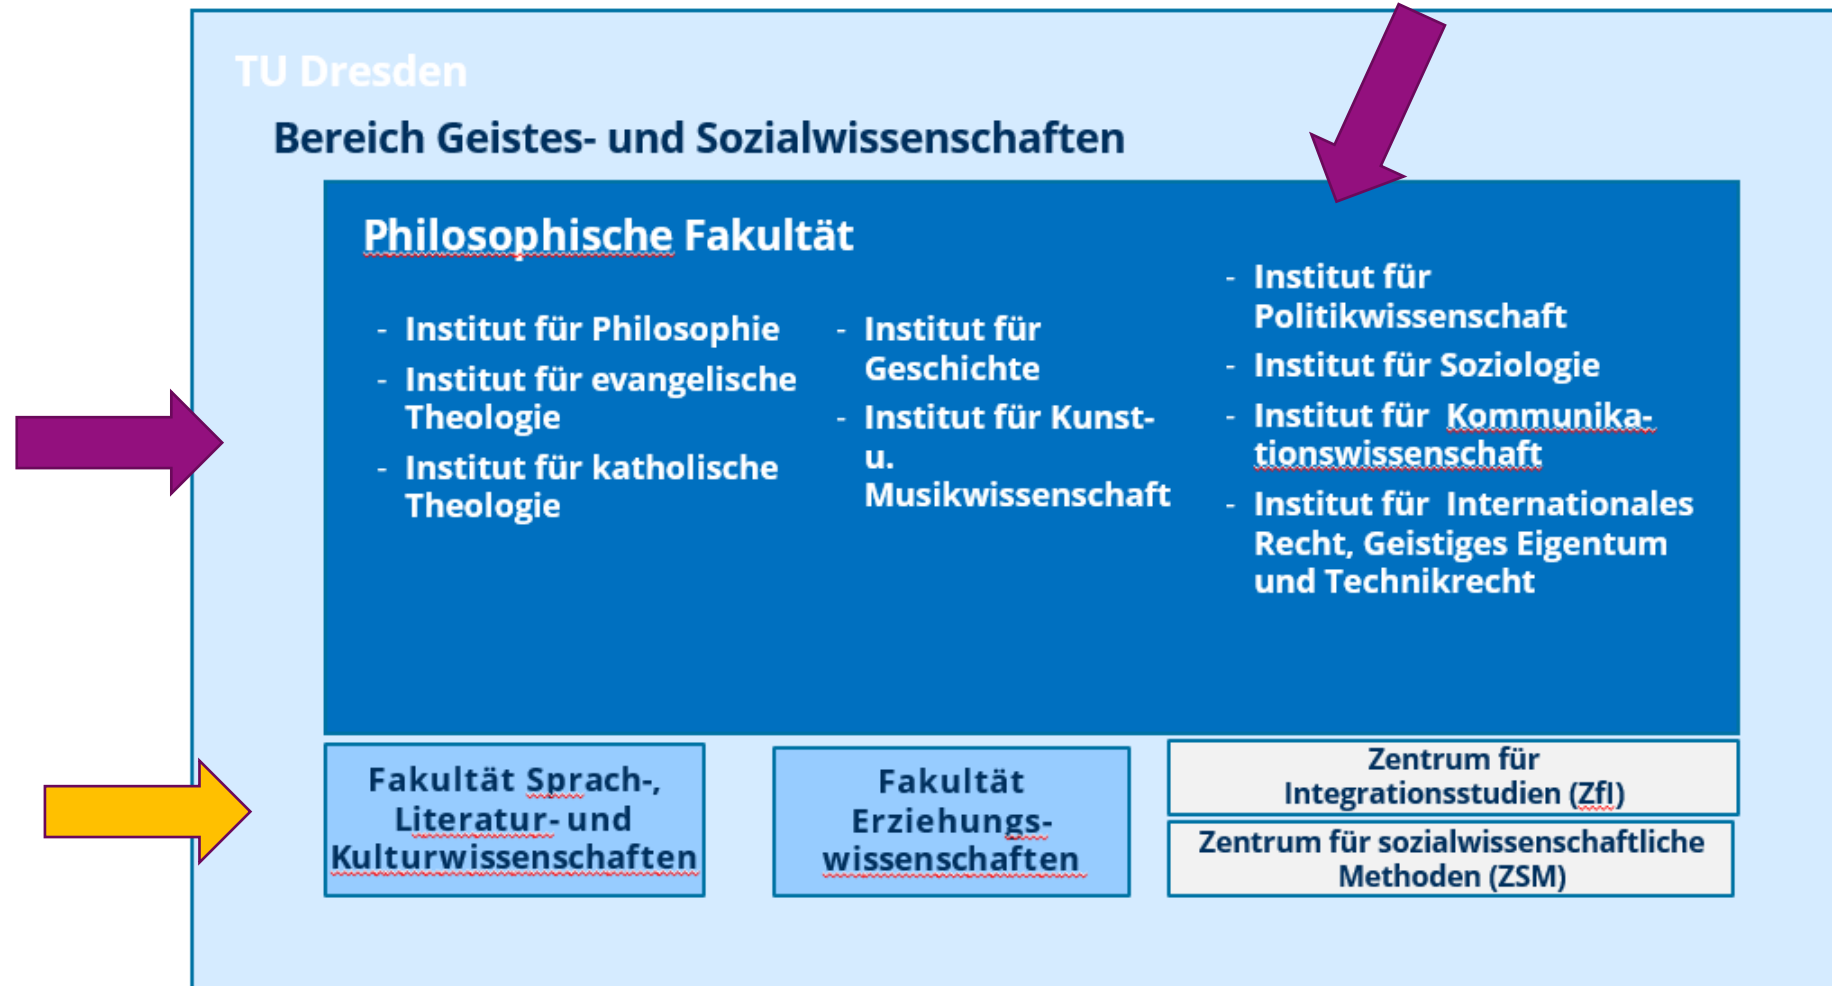 TU Dresden
Bereich Geistes- und Sozialwissenschaften
Philosophische Fakultät
- Institut für Philosophie
- Institut für evangelische
Theologie
- Institut für katholische
Theologie
- Institut für
Geschichte
- Institut für Kunst-
u.
Musikwissenschaft
- Institut für
Politikwissenschaft
- Institut für Soziologie
- Institut für Kommunika-
tionswissenschaft
- Institut für Internationales
Recht, Geistiges Eigentum
und Technikrecht
Fakultät Sprach-,
Literatur- und
Kulturwissenschaften
Fakultät
Erziehungs-
wissenschaften
Zentrum für
Integrationsstudien (ZfI)
Zentrum für sozialwissenschaftliche
Methoden (ZSM)